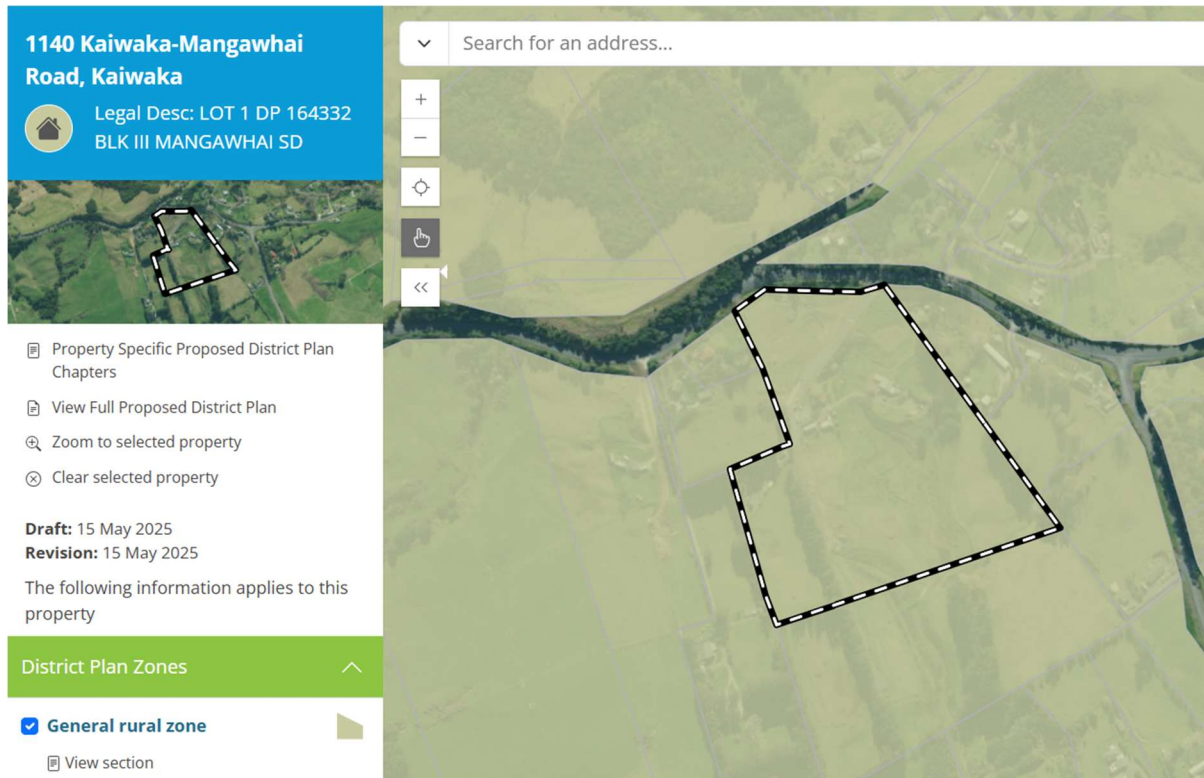 1140 Kaiwaka-Mangawhai
Road, Kaiwaka
Legal Desc: LOT 1 DP 164332
BLK III MANGAWHAI SD
Search for an address...
Property Specific Proposed District Plan
Chapters
View Full Proposed District Plan
Zoom to selected property
Clear selected property
Draft: 15 May 2025
Revision: 15 May 2025
The following information applies to this
property
District Plan Zones
General rural zone
View section